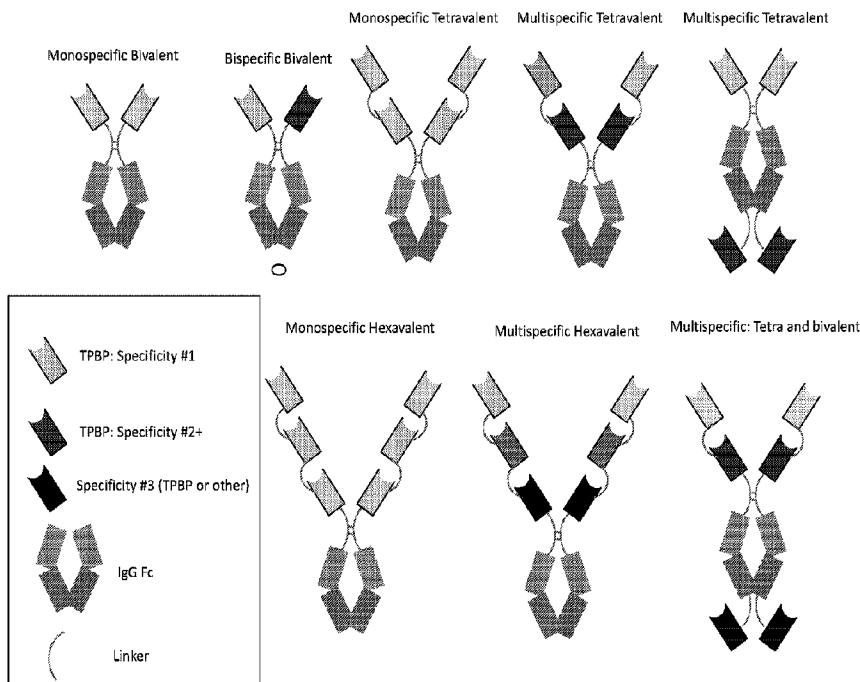 Monospecific Tetravalent
Multispecific Tetravalent
Multispecific Tetravalent
Monospecific Bivalent
Bispecific Bivalent
O
Monospecific Hexavalent
Multispecific Hexavalent
Multispecific: Tetra and bivalent
TPBP: Specificity #1
TPBP: Specificity #2+
Specificity #3 (TPBP or other)
IgG Fc
Linker